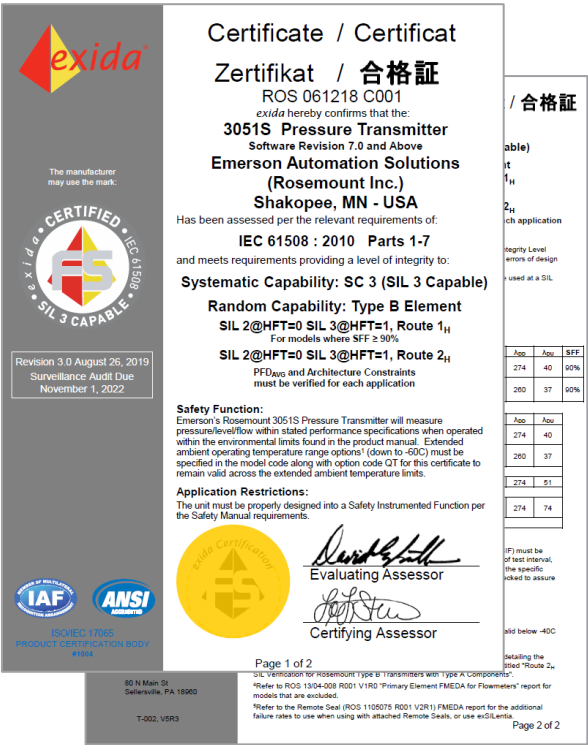 exida
Certificate / Certificat
Zertifikat / 合格証
ROS 061218 C001
exida hereby confirms that the:
3051S Pressure Transmitter
Software Revision 7.0 and Above
Emerson Automation Solutions
(Rosemount Inc.)
Shakopee, MN - USA
Has been assessed per the relevant requirements of:
IEC 61508 : 2010 Parts 1-7
and meets requirements providing a level of integrity to:
Systematic Capability: SC 3 (SIL 3 Capable)
Random Capability: Type B Element
SIL 2@HFT=0 SIL 3@HFT=1, Route 1H
For models where SFF ≥ 90%
SIL 2@HFT=0 SIL 3@HFT=1, Route 2H
PFDAVG and Architecture Constraints
must be verified for each application
Safety Function:
Emerson's Rosemount 3051S Pressure Transmitter will measure
pressure/level/flow within stated performance specifications when operated
within the environmental limits found in the product manual. Extended
ambient operating temperature range options¹ (down to -60C) must be
specified in the model code along with option code QT for this certificate to
remain valid across the extended ambient temperature limits.
Application Restrictions:
The unit must be properly designed into a Safety Instrumented Function per
the Safety Manual requirements.
exida Certification
FS
Evaluating Assessor
Certifying Assessor
Page 1 of 2
The manufacturer
may use the mark:
exida CERTIFIED IEC 61508
FS
SIL 3 CAPABLE
Revision 3.0 August 26, 2019
Surveillance Audit Due
November 1, 2022
IAF
ANSI
ACCREDITED
ISO/IEC 17065
PRODUCT CERTIFICATION BODY
#1004
/ 合格証
able)
1H
2H
ch application
tegrity Level
errors of design
used at a SIL
λDD λDU SFF
274 40 90%
260 37 90%
λDD λDU
274 40
260 37
274 51
274 74
IF) must be
of test interval,
the specific
ecked to assure
alid below -40C
detailing the
titled "Route 2H
SIL Verification for Rosemount Type B Transmitters with Type A Components".
⁴Refer to ROS 13/04-008 R001 V1R0 "Primary Element FMEDA for Flowmeters" report for
models that are excluded.
⁵Refer to the Remote Seal (ROS 1105075 R001 V2R1) FMEDA report for the additional
failure rates to use when using with attached Remote Seals, or use exSILentia.
80 N Main St
Sellersville, PA 18960
T-002, V5R3
Page 2 of 2